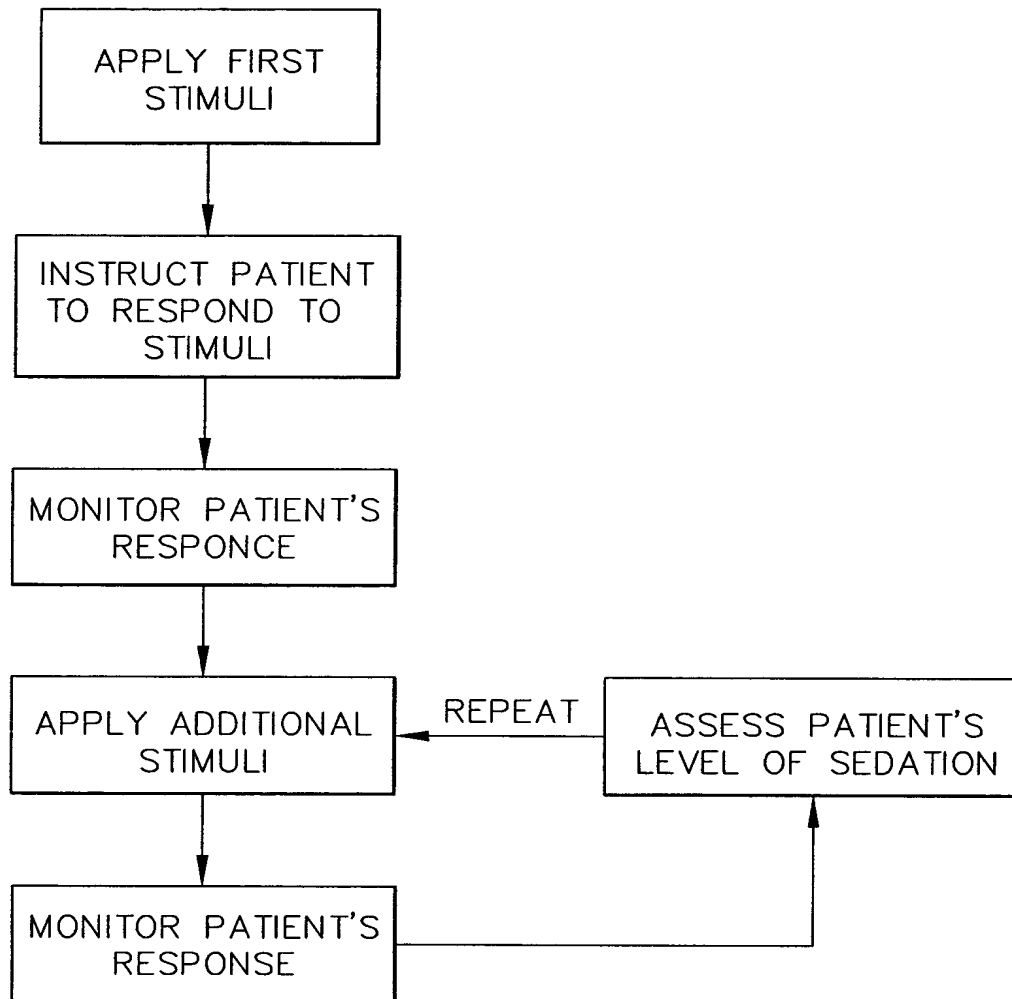 APPLY FIRST
STIMULI
INSTRUCT PATIENT
TO RESPOND TO
STIMULI
MONITOR PATIENT'S
RESPONCE
APPLY ADDITIONAL
STIMULI
REPEAT
ASSESS PATIENT'S
LEVEL OF SEDATION
MONITOR PATIENT'S
RESPONSE